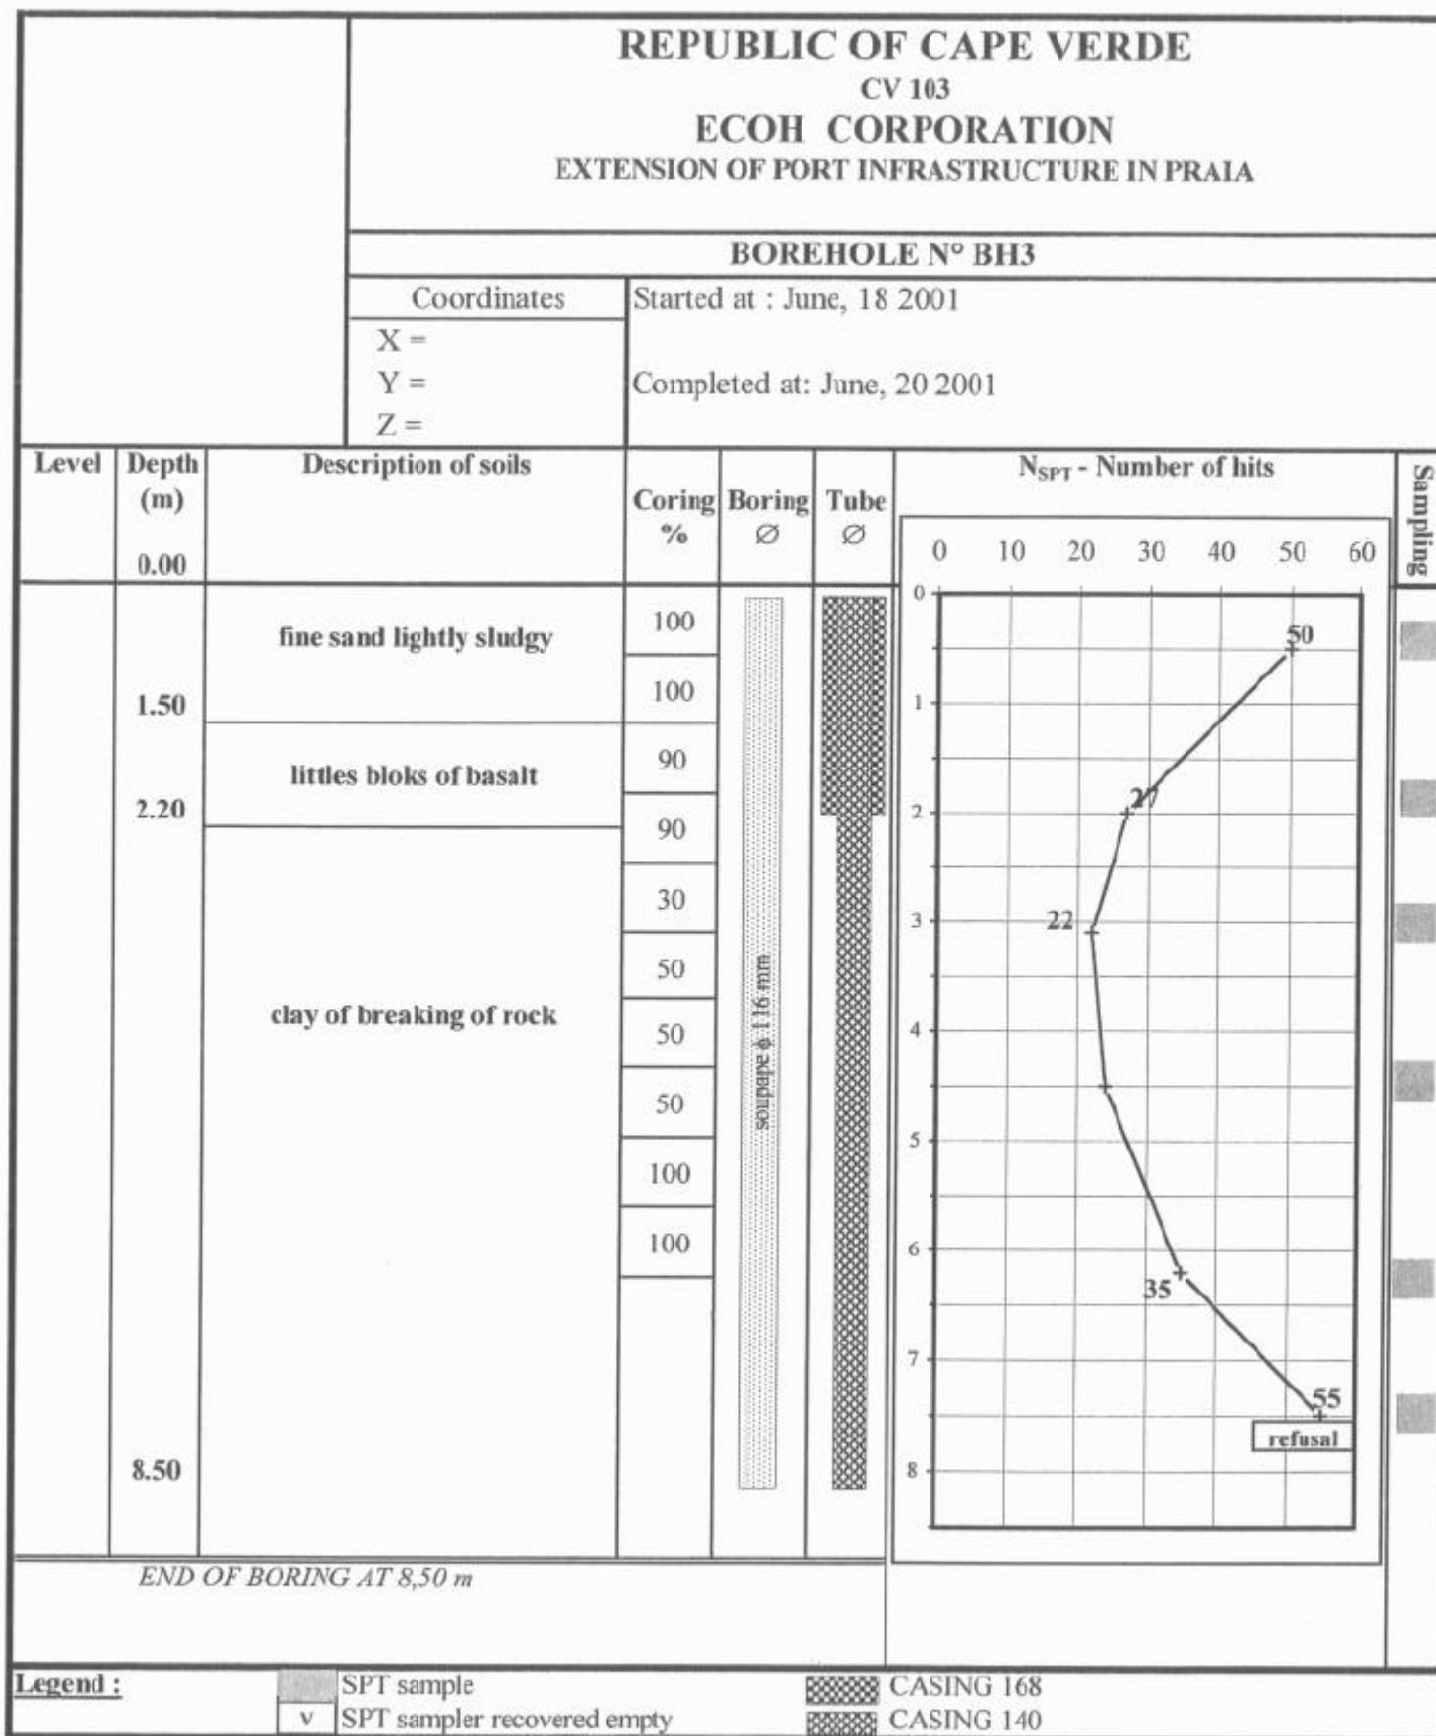 REPUBLIC OF CAPE VERDE
CV 103
ECOH CORPORATION
EXTENSION OF PORT INFRASTRUCTURE IN PRAIA
BOREHOLE N° BH3
Coordinates
X =
Y =
Z =
Started at : June, 18 2001
Completed at: June, 20 2001
Level
Depth
(m)
0.00
Description of soils
Coring
%
Boring
Ø
Tube
Ø
N_SPT - Number of hits
Sampling
0 10 20 30 40 50 60
1.50
2.20
8.50
fine sand lightly sludgy
littles bloks of basalt
clay of breaking of rock
100
100
90
90
30
50
50
50
100
100
soupape ф 116 mm
0
1
2
3
4
5
6
7
8
50
27
22
35
55
refusal
END OF BORING AT 8,50 m
Legend :
SPT sample
v SPT sampler recovered empty
CASING 168
CASING 140